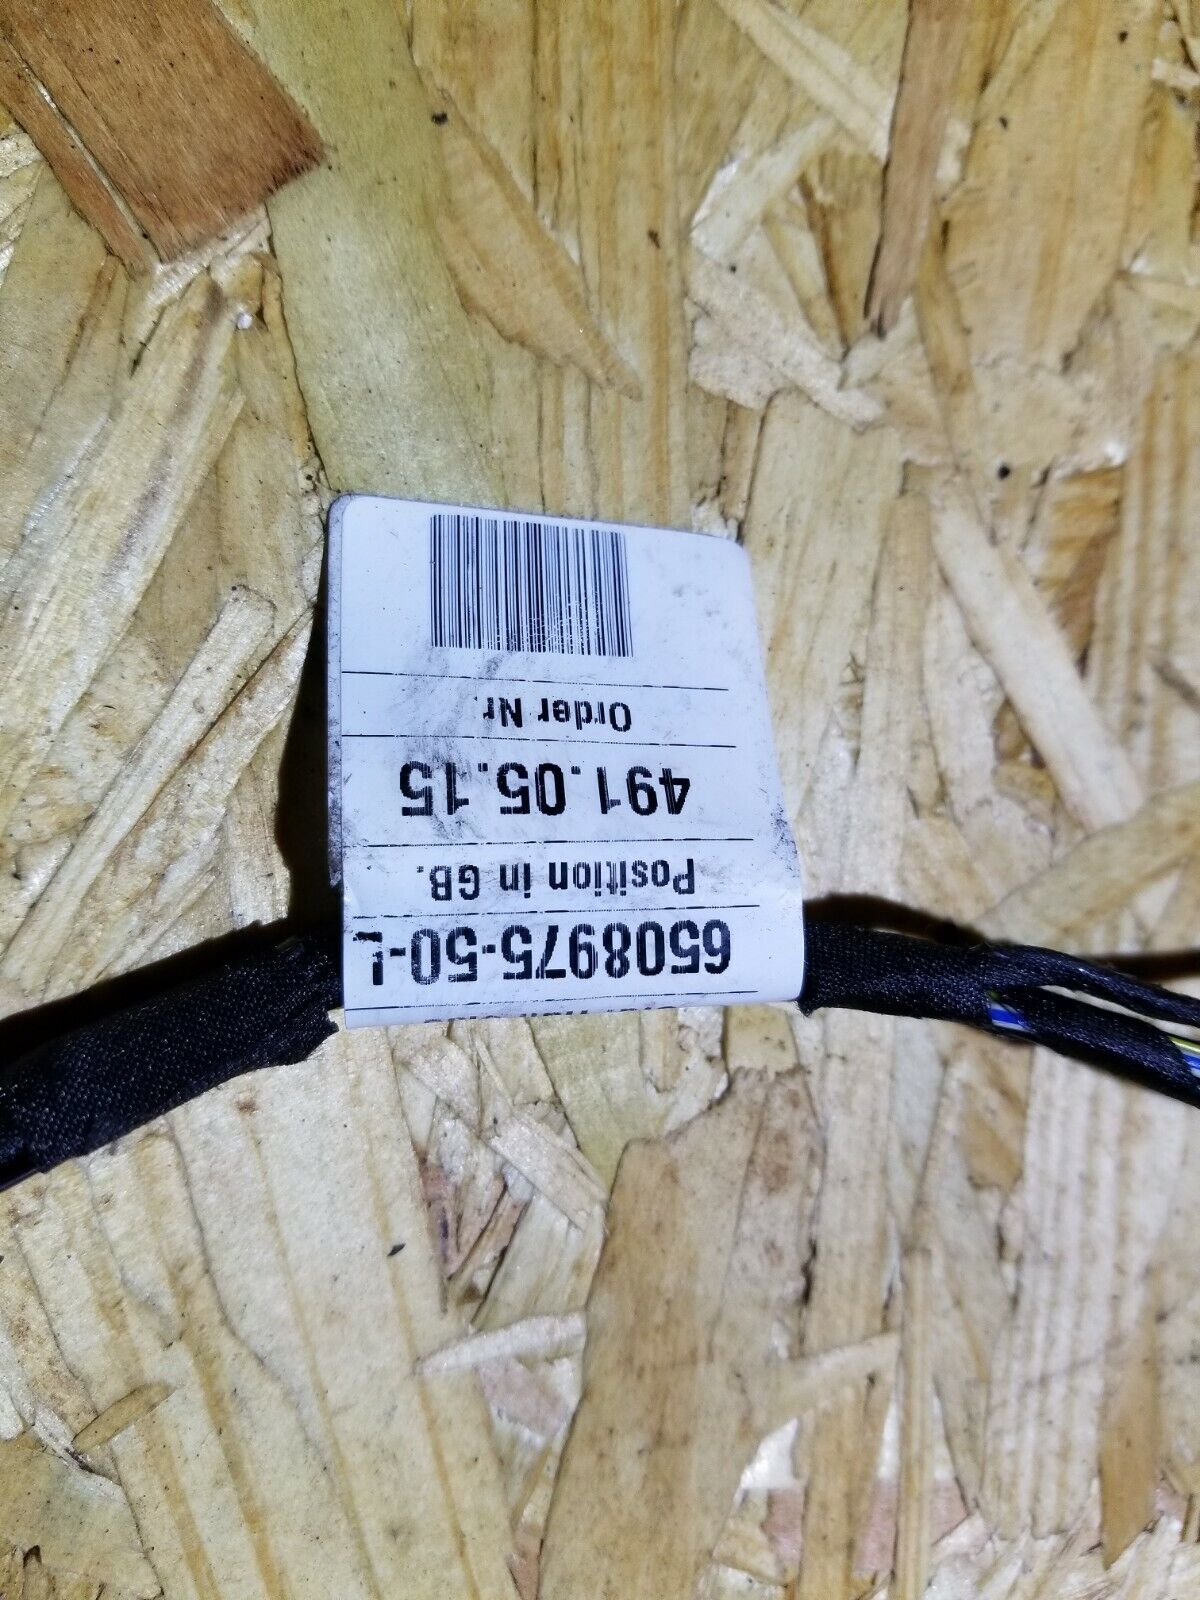 6508975-50-L
Position in GB.
491.05.15
Order Nr.